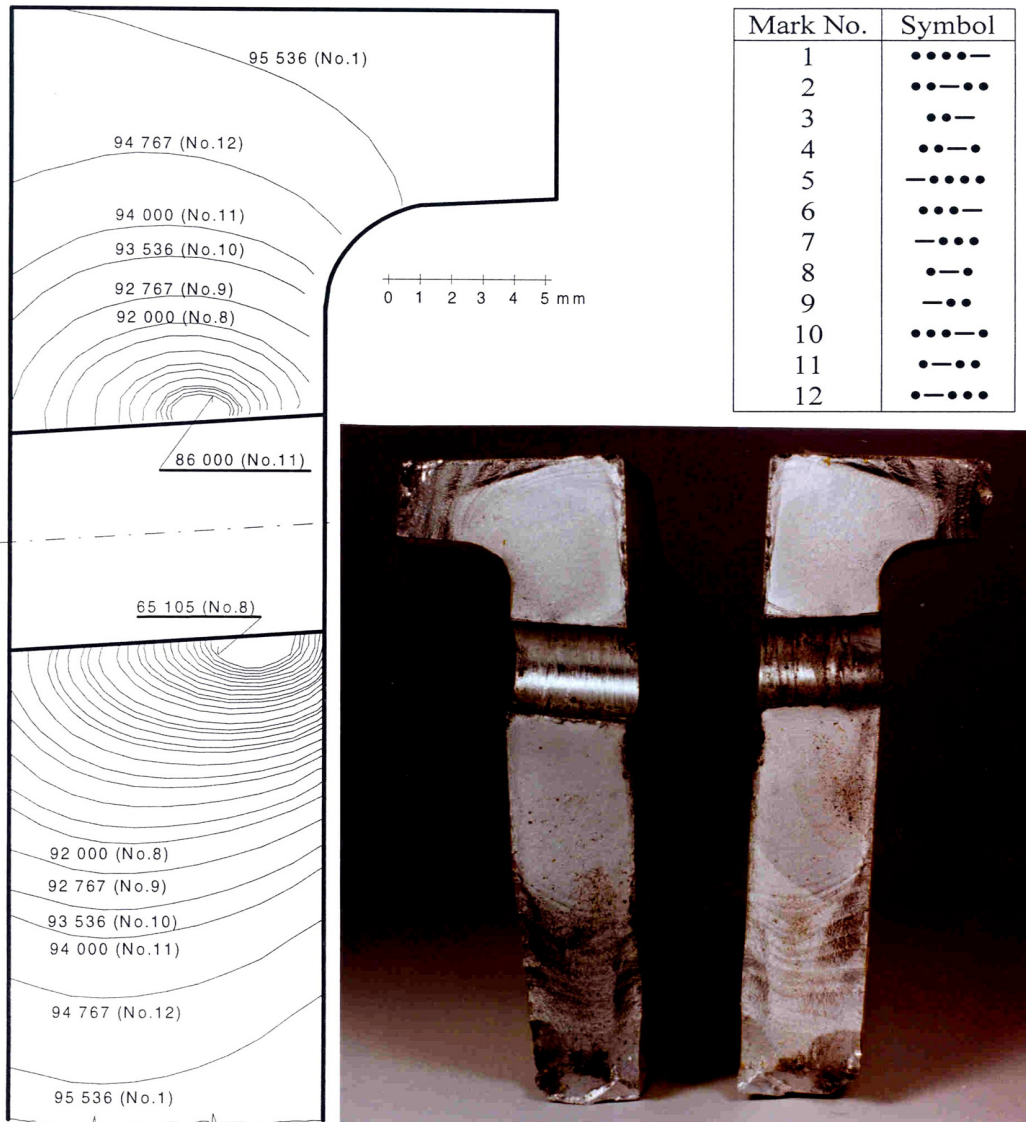 95 536 (No.1)
94 767 (No.12)
94 000 (No.11)
93 536 (No.10)
92 767 (No.9)
92 000 (No.8)
86 000 (No.11)
0 1 2 3 4 5 mm
65 105 (No.8)
92 000 (No.8)
92 767 (No.9)
93 536 (No.10)
94 000 (No.11)
94 767 (No.12)
95 536 (No.1)
Mark No. Symbol
1 ●●●●—
2 ●●—●●
3 ●●—
4 ●●—●
5 —●●●●
6 ●●●—
7 —●●●
8 ●—●
9 —●●
10 ●●●—●
11 ●—●●
12 ●—●●●